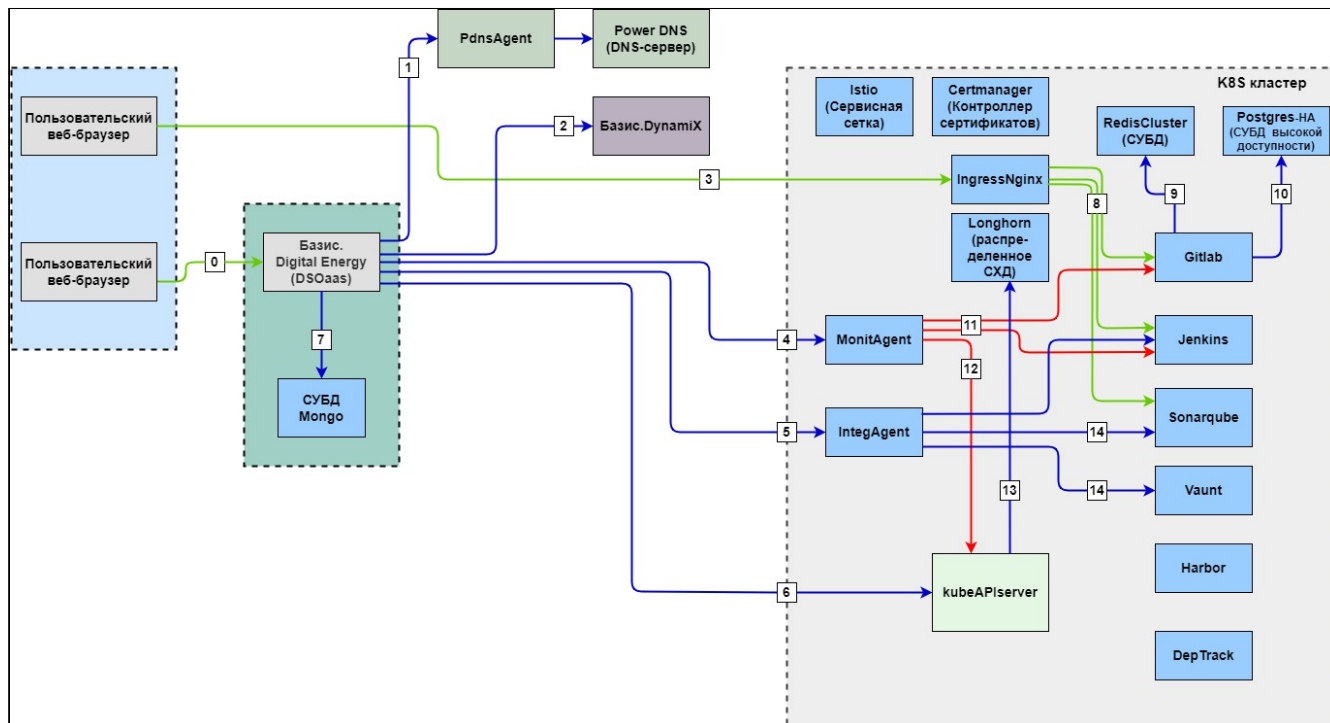 PdnsAgent
Power DNS
(DNS-сервер)
1
K8S кластер
Istio
(Сервисная
сетка)
Certmanager
(Контроллер
сертификатов)
Пользовательский
веб-браузер
2
Базис.DynamiX
RedisCluster
(СУБД)
Postgres-HA
(СУБД высокой
доступности)
3
IngressNginx
8
9
10
Longhorn
(распре-
деленное
СХД)
Пользовательский
веб-браузер
0
Базис.
Digital Energy
(DSOaas)
Gitlab
7
4
MonitAgent
11
12
Jenkins
СУБД
Mongo
5
IntegAgent
14
Sonarqube
13
14
Vaunt
6
kubeAPIserver
Harbor
DepTrack